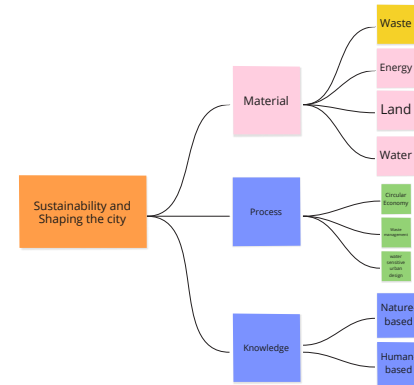 Waste
Energy
Material
Land
Water
Sustainability and
Shaping the city
Circular
Economy
Process
management
water
sensitive
urban
design
Nature
based
Knowledge
Human
based